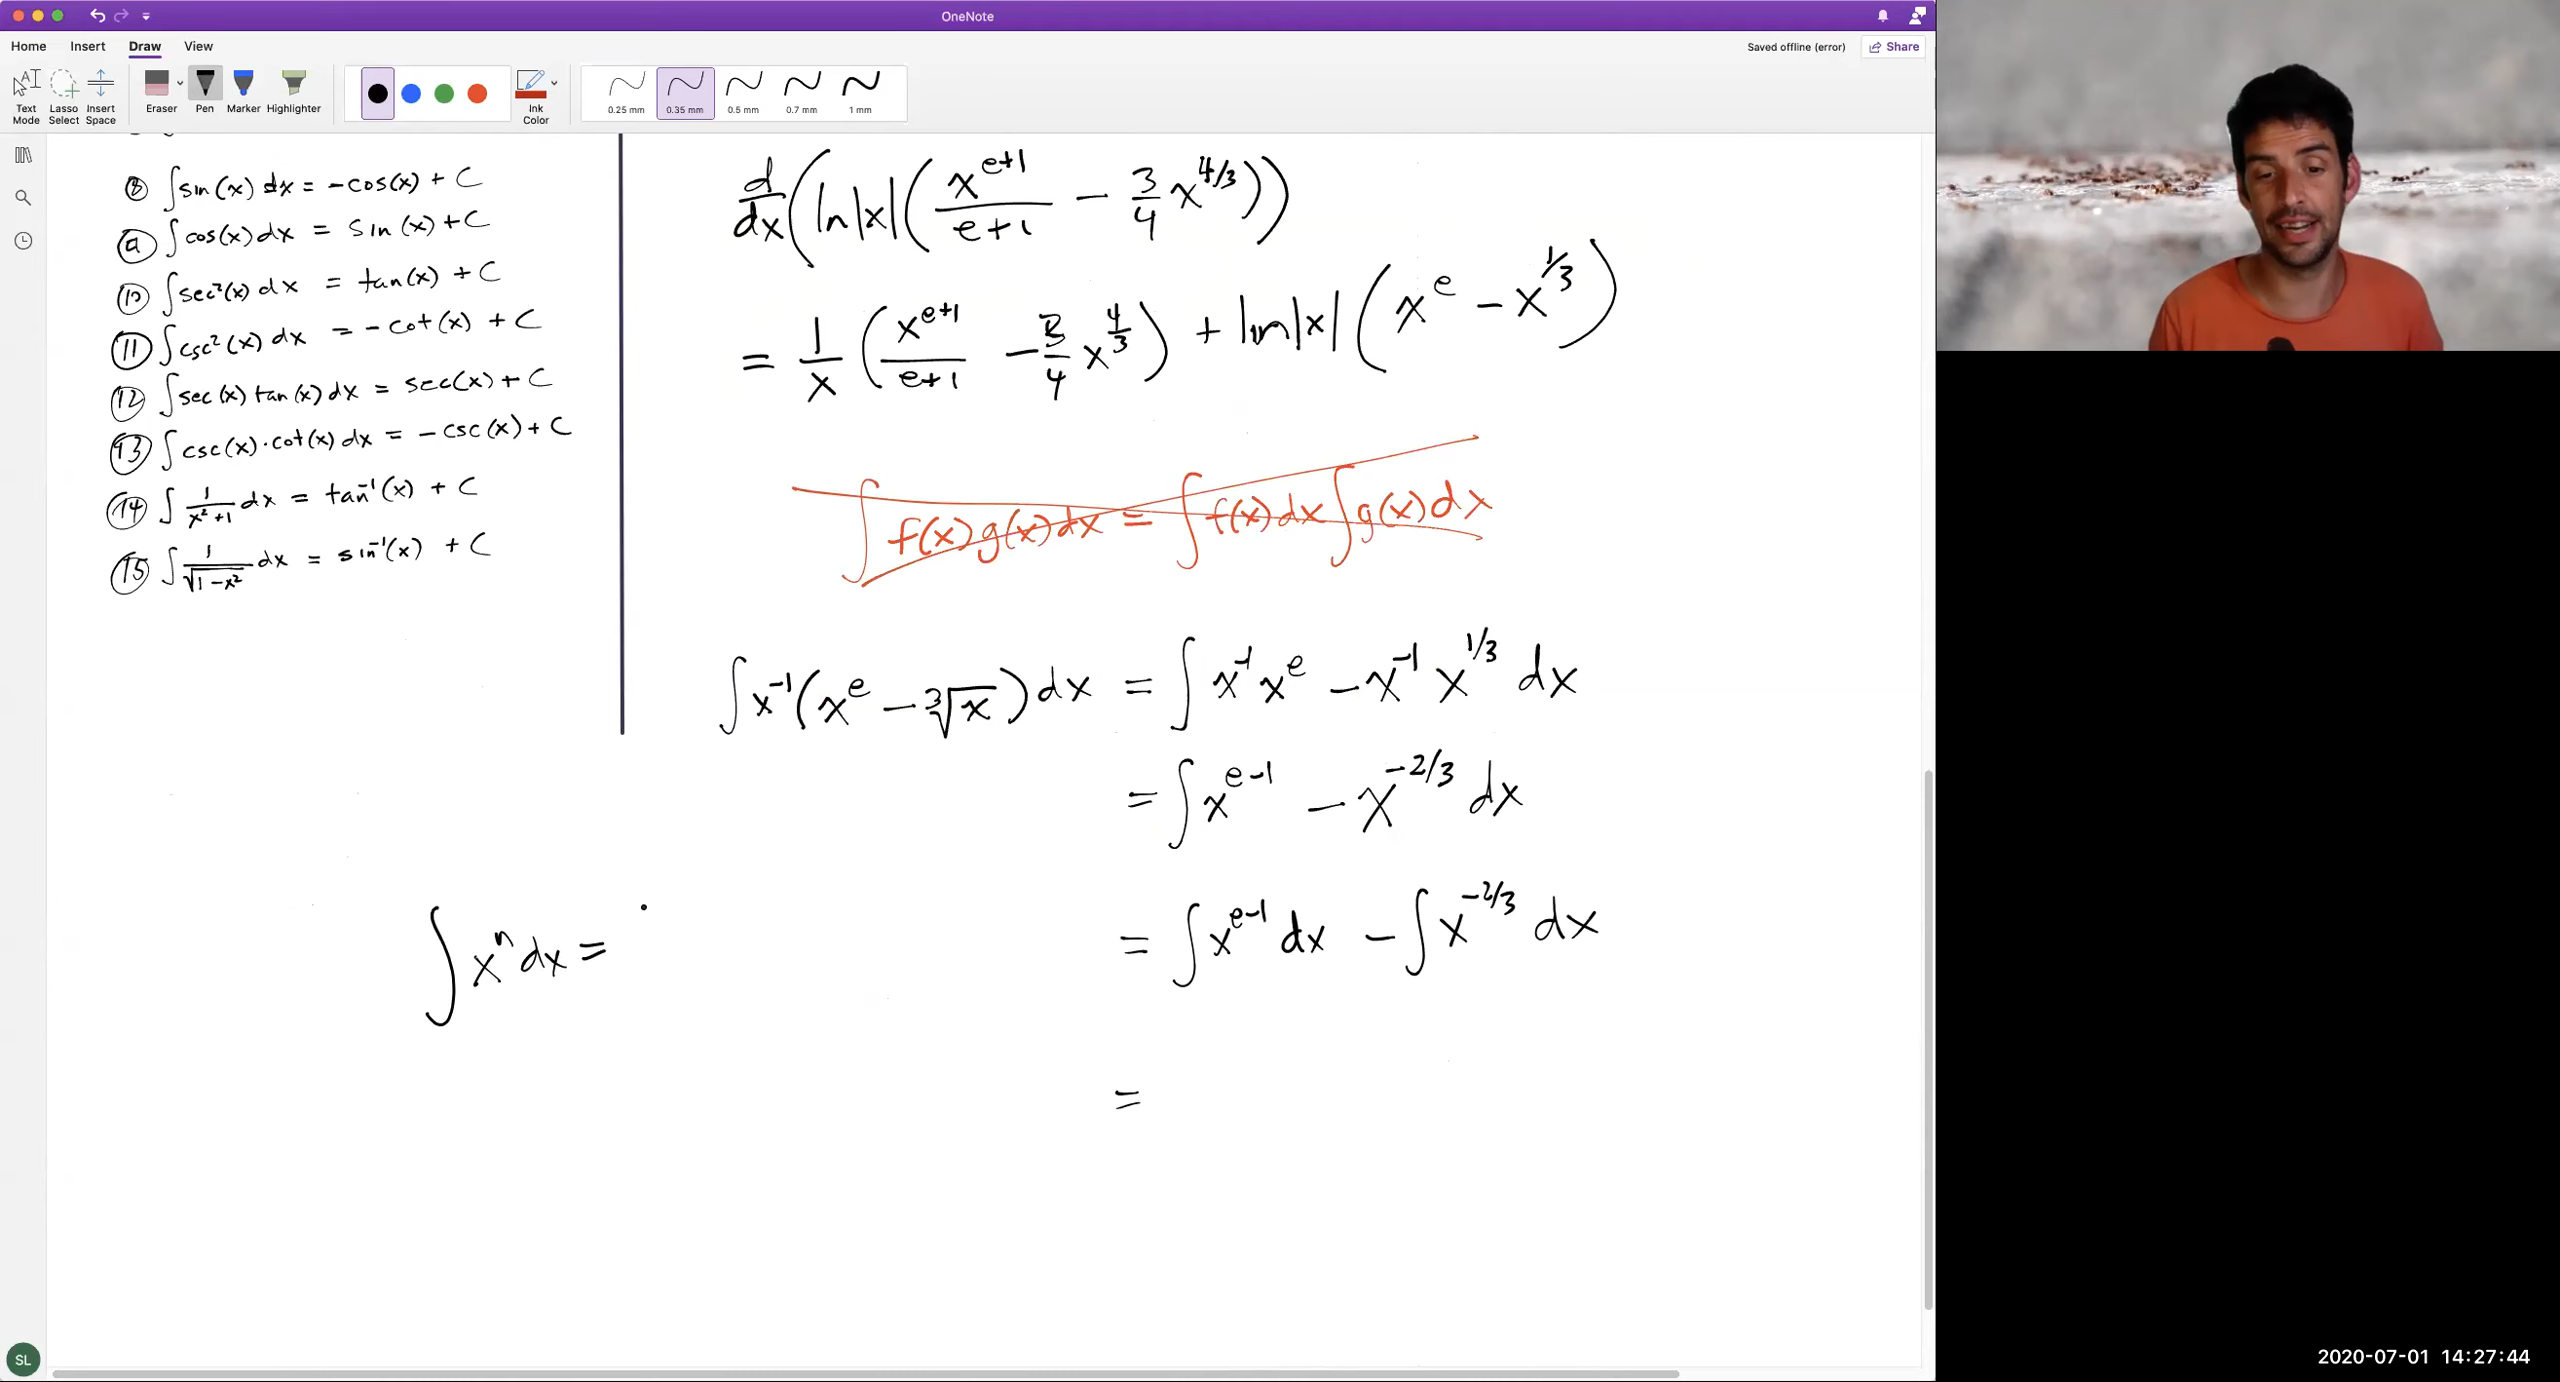 OneNote
Home Insert Draw View
Saved offline (error) Share
Text Mode Lasso Select Insert Space Eraser Pen Marker Highlighter Ink Color 0.25 mm 0.35 mm 0.5 mm 0.7 mm 1 mm
⑧ ∫sin(x) dx = -cos(x) + C
⑨ ∫cos(x)dx = sin(x)+C
⑩ ∫sec²(x)dx = tan(x) + C
⑪ ∫csc²(x)dx = -cot(x) + C
⑫ ∫sec(x)tan(x)dx = sec(x)+C
⑬ ∫csc(x)·cot(x)dx = -csc(x)+C
⑭ ∫ 1/(x²+1) dx = tan⁻¹(x) + C
⑮ ∫ 1/√(1-x²) dx = sin⁻¹(x) + C
d/dx(ln|x|(x^(e+1)/(e+1) - 3/4 x^(4/3)))
= 1/x (x^(e+1)/(e+1) - 3/4 x^(4/3)) + ln|x|(x^e - x^(1/3))
∫f(x)g(x)dx = ∫f(x)dx∫g(x)dx
∫x⁻¹(x^e - ∛x)dx = ∫x⁻¹x^e - x⁻¹x^(1/3) dx
= ∫x^(e-1) - x^(-2/3) dx
= ∫x^(e-1) dx - ∫x^(-2/3) dx
∫xⁿdx =
=
SL
2020-07-01 14:27:44